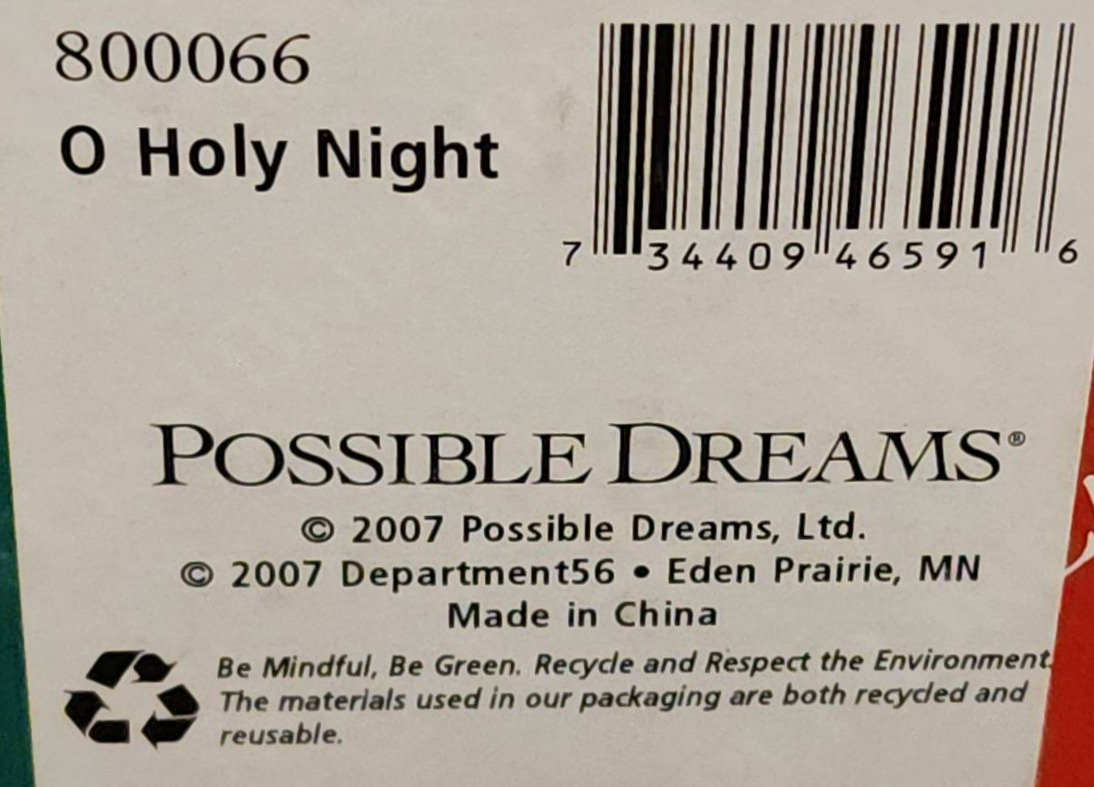 800066
O Holy Night
7 34409 46591 6
POSSIBLE DREAMS®
© 2007 Possible Dreams, Ltd.
© 2007 Department56 • Eden Prairie, MN
Made in China
Be Mindful, Be Green. Recycle and Respect the Environment.
The materials used in our packaging are both recycled and
reusable.